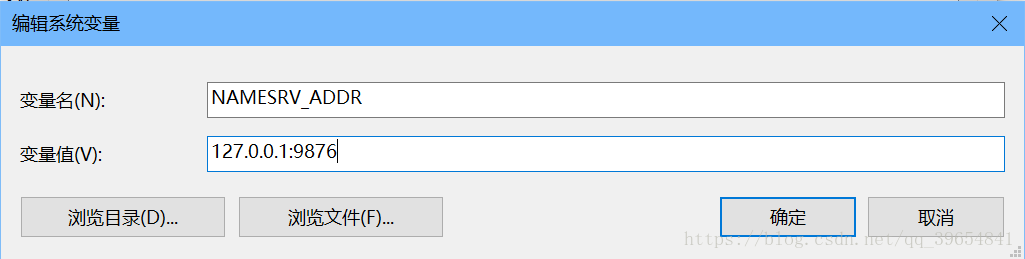 编辑系统变量
变量名(N):
NAMESRV_ADDR
变量值(V):
127.0.0.1:9876
浏览目录(D)...
浏览文件(F)...
确定
取消
https://blog.csdn.net/qq_39654841